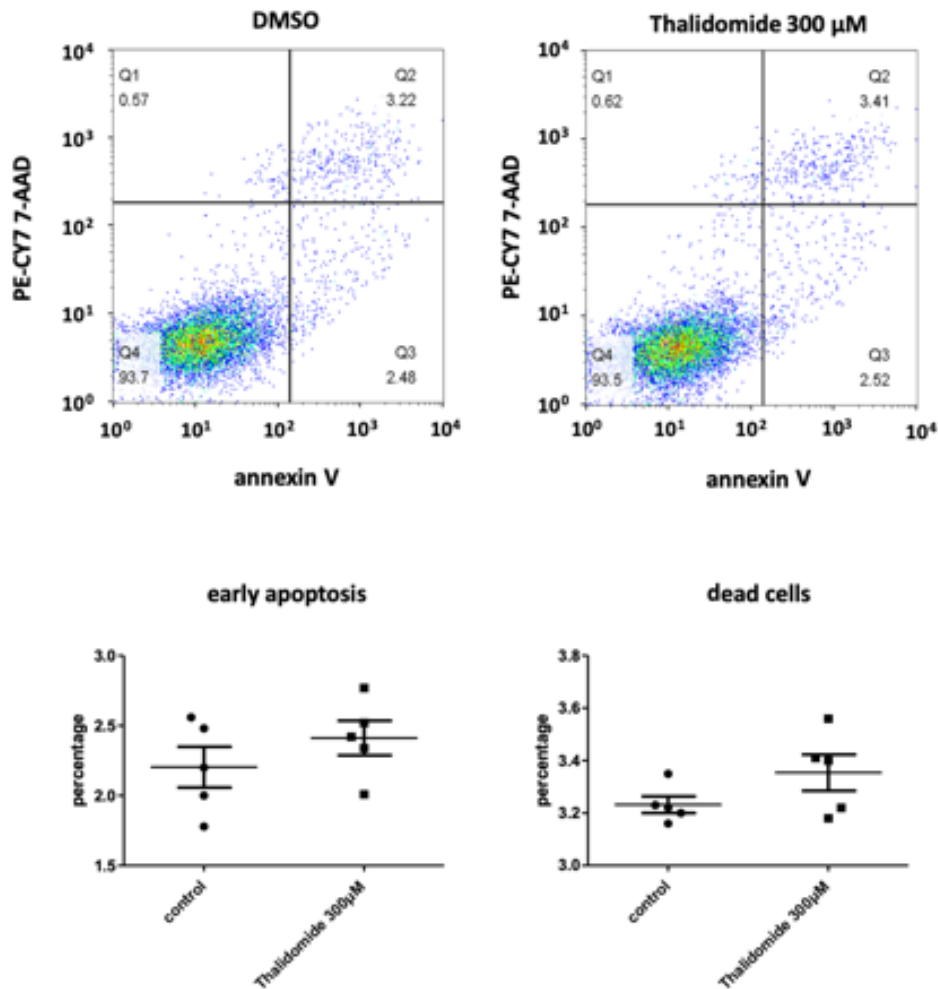 DMSO
Thalidomide 300 µM
10⁴
Q1
0.57
Q2
3.22
10³
10²
10¹
10⁰
Q4
93.7
Q3
2.48
PE-CY7 7-AAD
10⁰ 10¹ 10² 10³ 10⁴
annexin V
10⁴
Q1
0.62
Q2
3.41
10³
10²
10¹
10⁰
Q4
93.5
Q3
2.52
PE-CY7 7-AAD
10⁰ 10¹ 10² 10³ 10⁴
annexin V
early apoptosis
3.0
2.5
2.0
1.5
percentage
control
Thalidomide 300µM
dead cells
3.8
3.6
3.4
3.2
3.0
percentage
control
Thalidomide 300µM